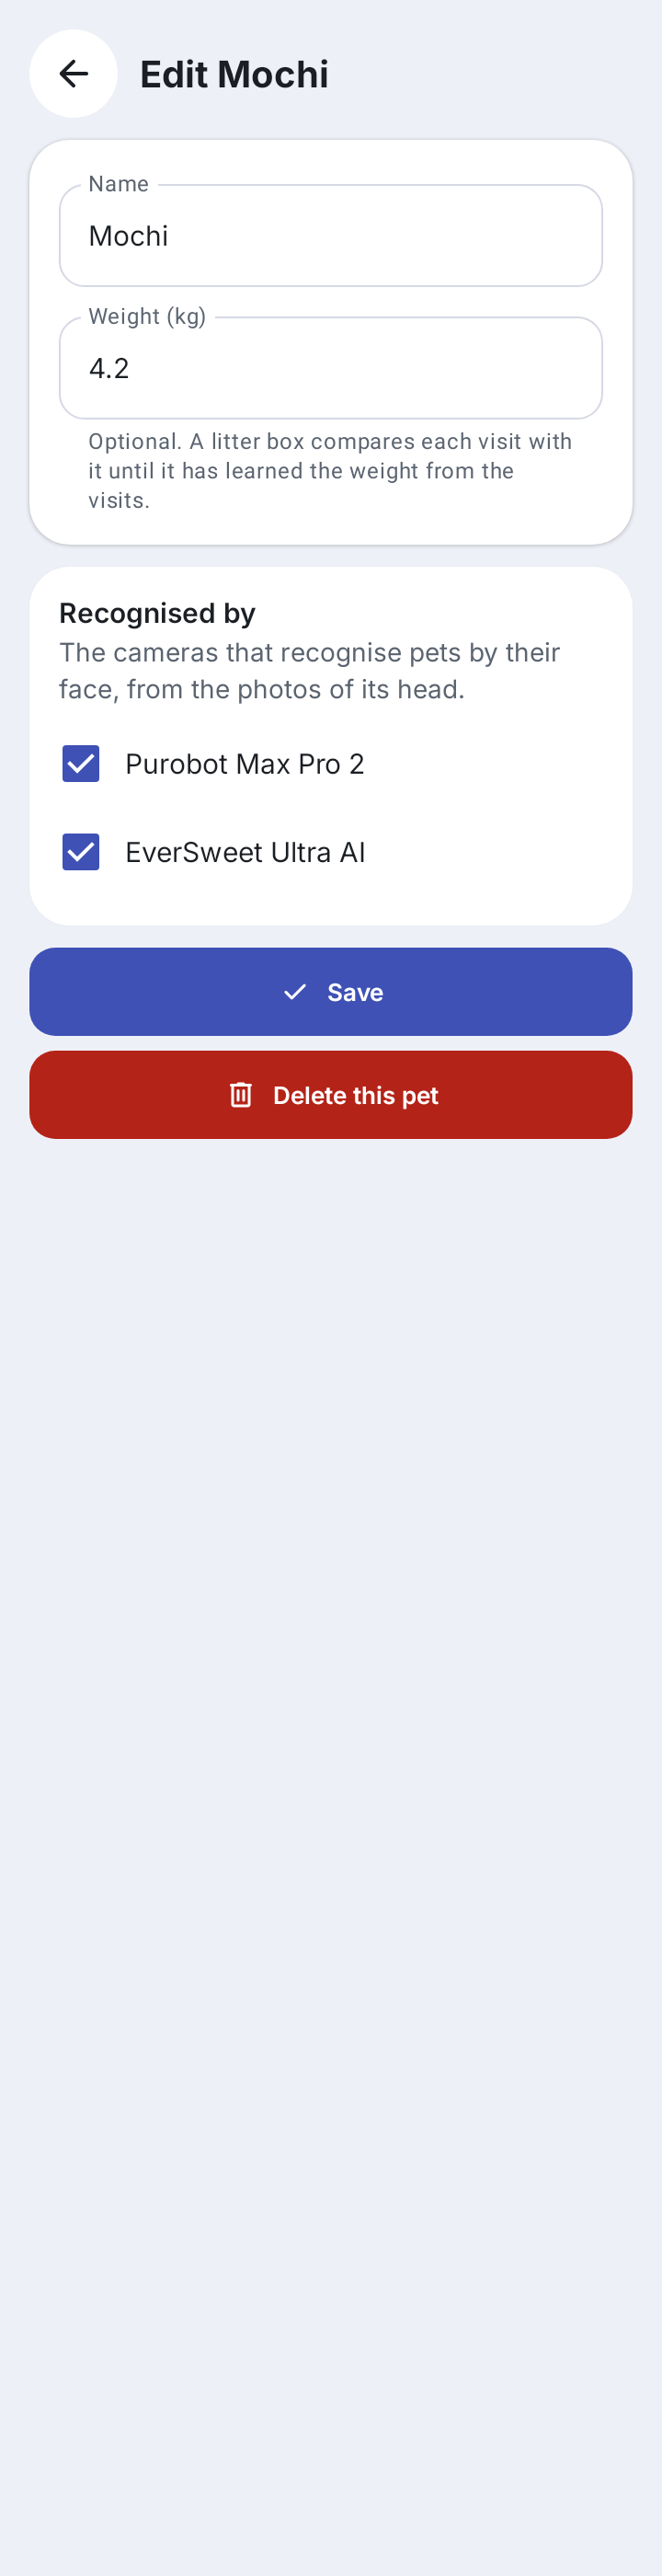 Edit Mochi
Name
Mochi
Weight (kg)
4.2
Optional. A litter box compares each visit with
it until it has learned the weight from the
visits.
Recognised by
The cameras that recognise pets by their
face, from the photos of its head.
Purobot Max Pro 2
EverSweet Ultra AI
Save
Delete this pet